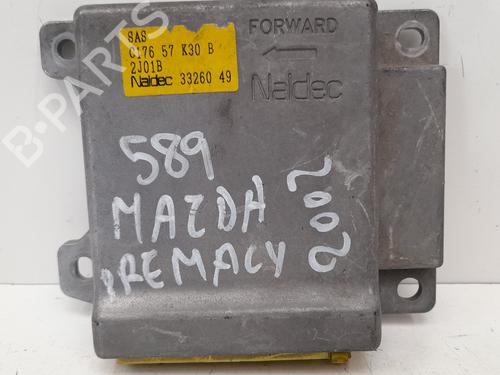 SAS
C176 57 K30 B
2J01B
Naldec 33260 49
FORWARD
Naldec
589
MAZDA
PREMACY
2002
B-PARTS